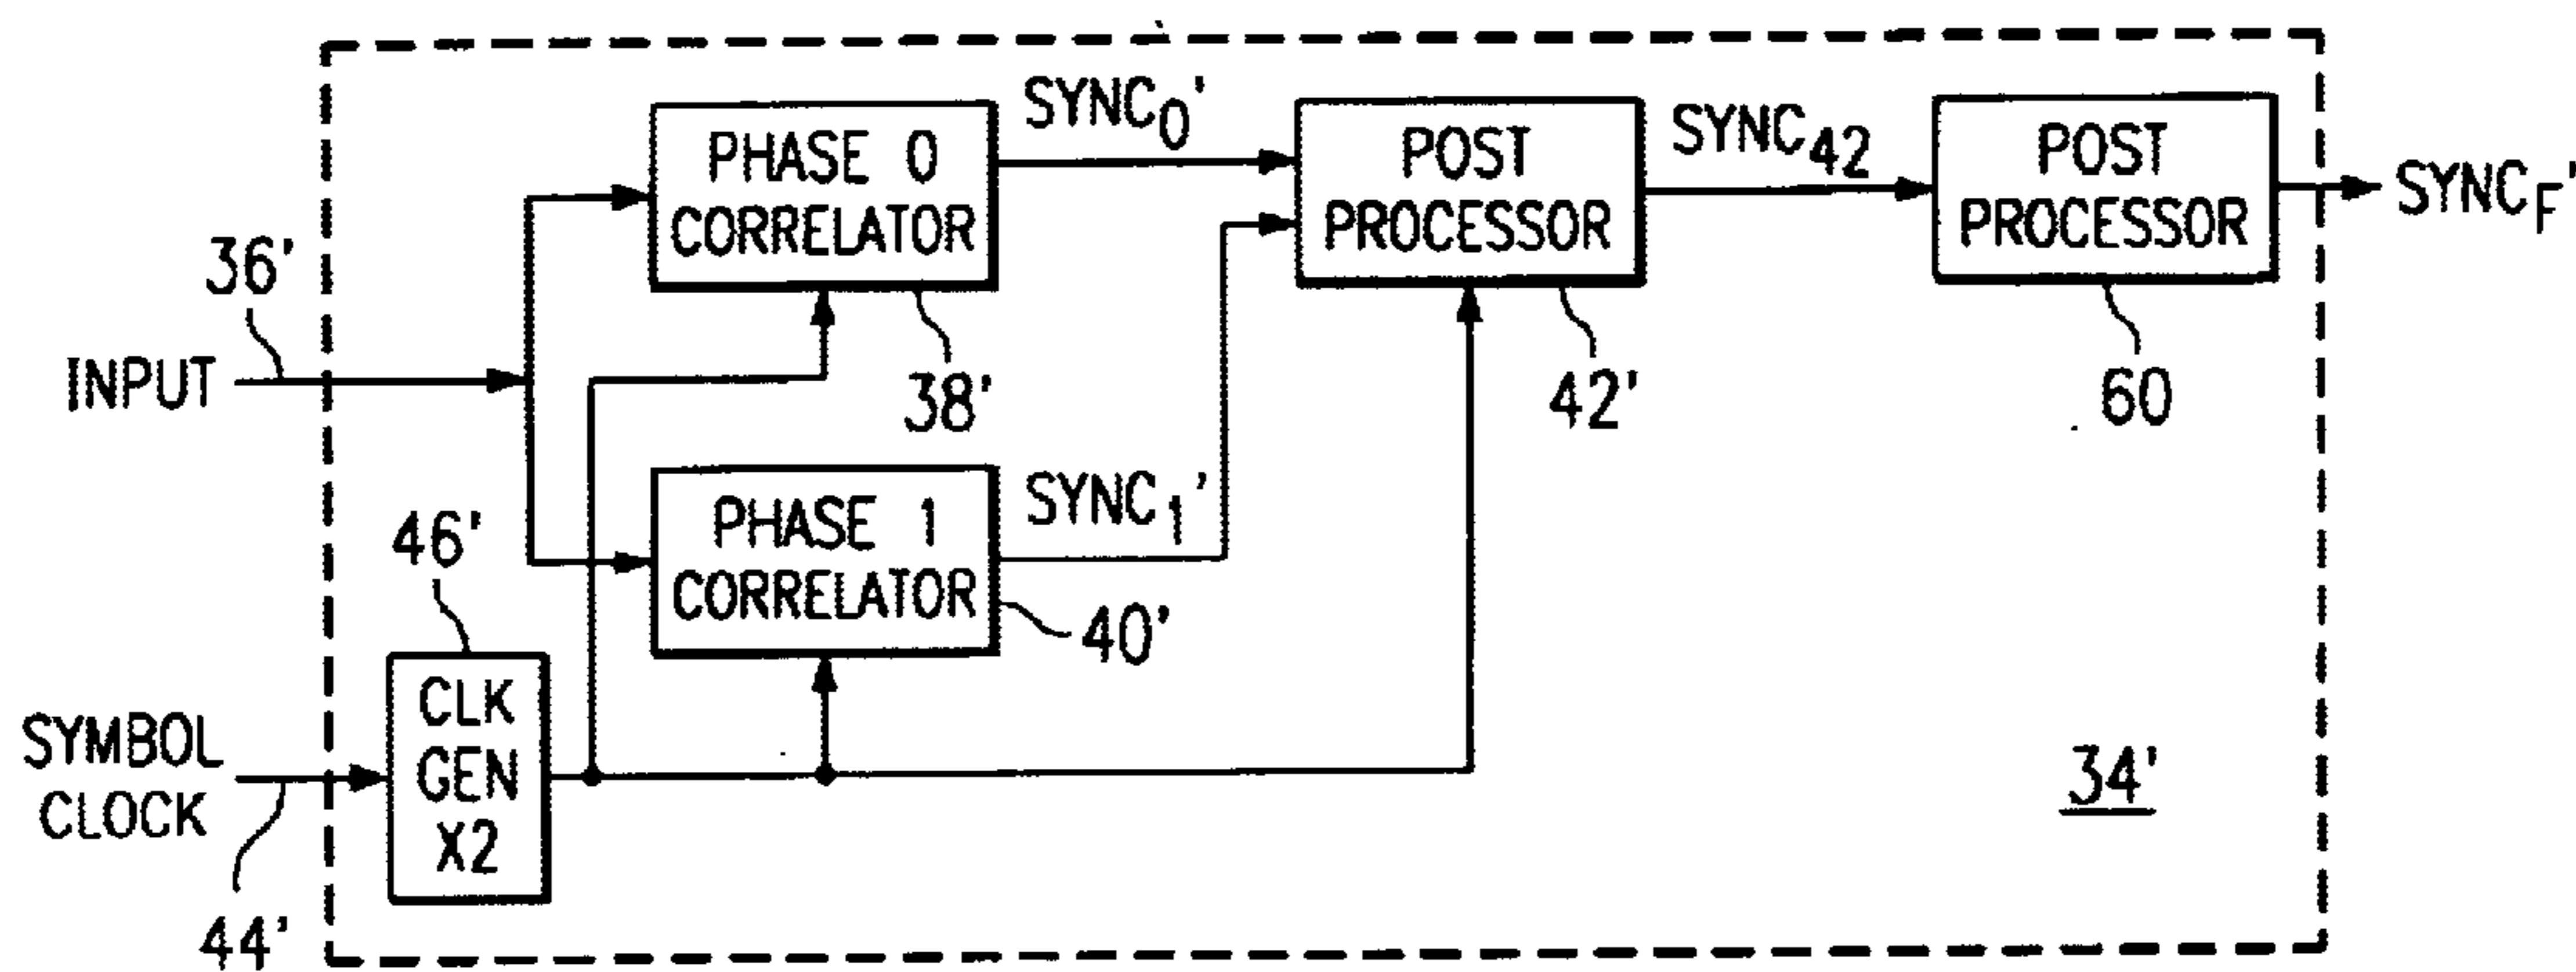 SYNC0'
PHASE 0
CORRELATOR
POST
PROCESSOR
SYNC42
POST
PROCESSOR
SYNCF'
36'
INPUT
38'
42'
60
46'
PHASE 1
CORRELATOR
SYNC1'
40'
CLK
GEN
X2
SYMBOL
CLOCK
44'
34'